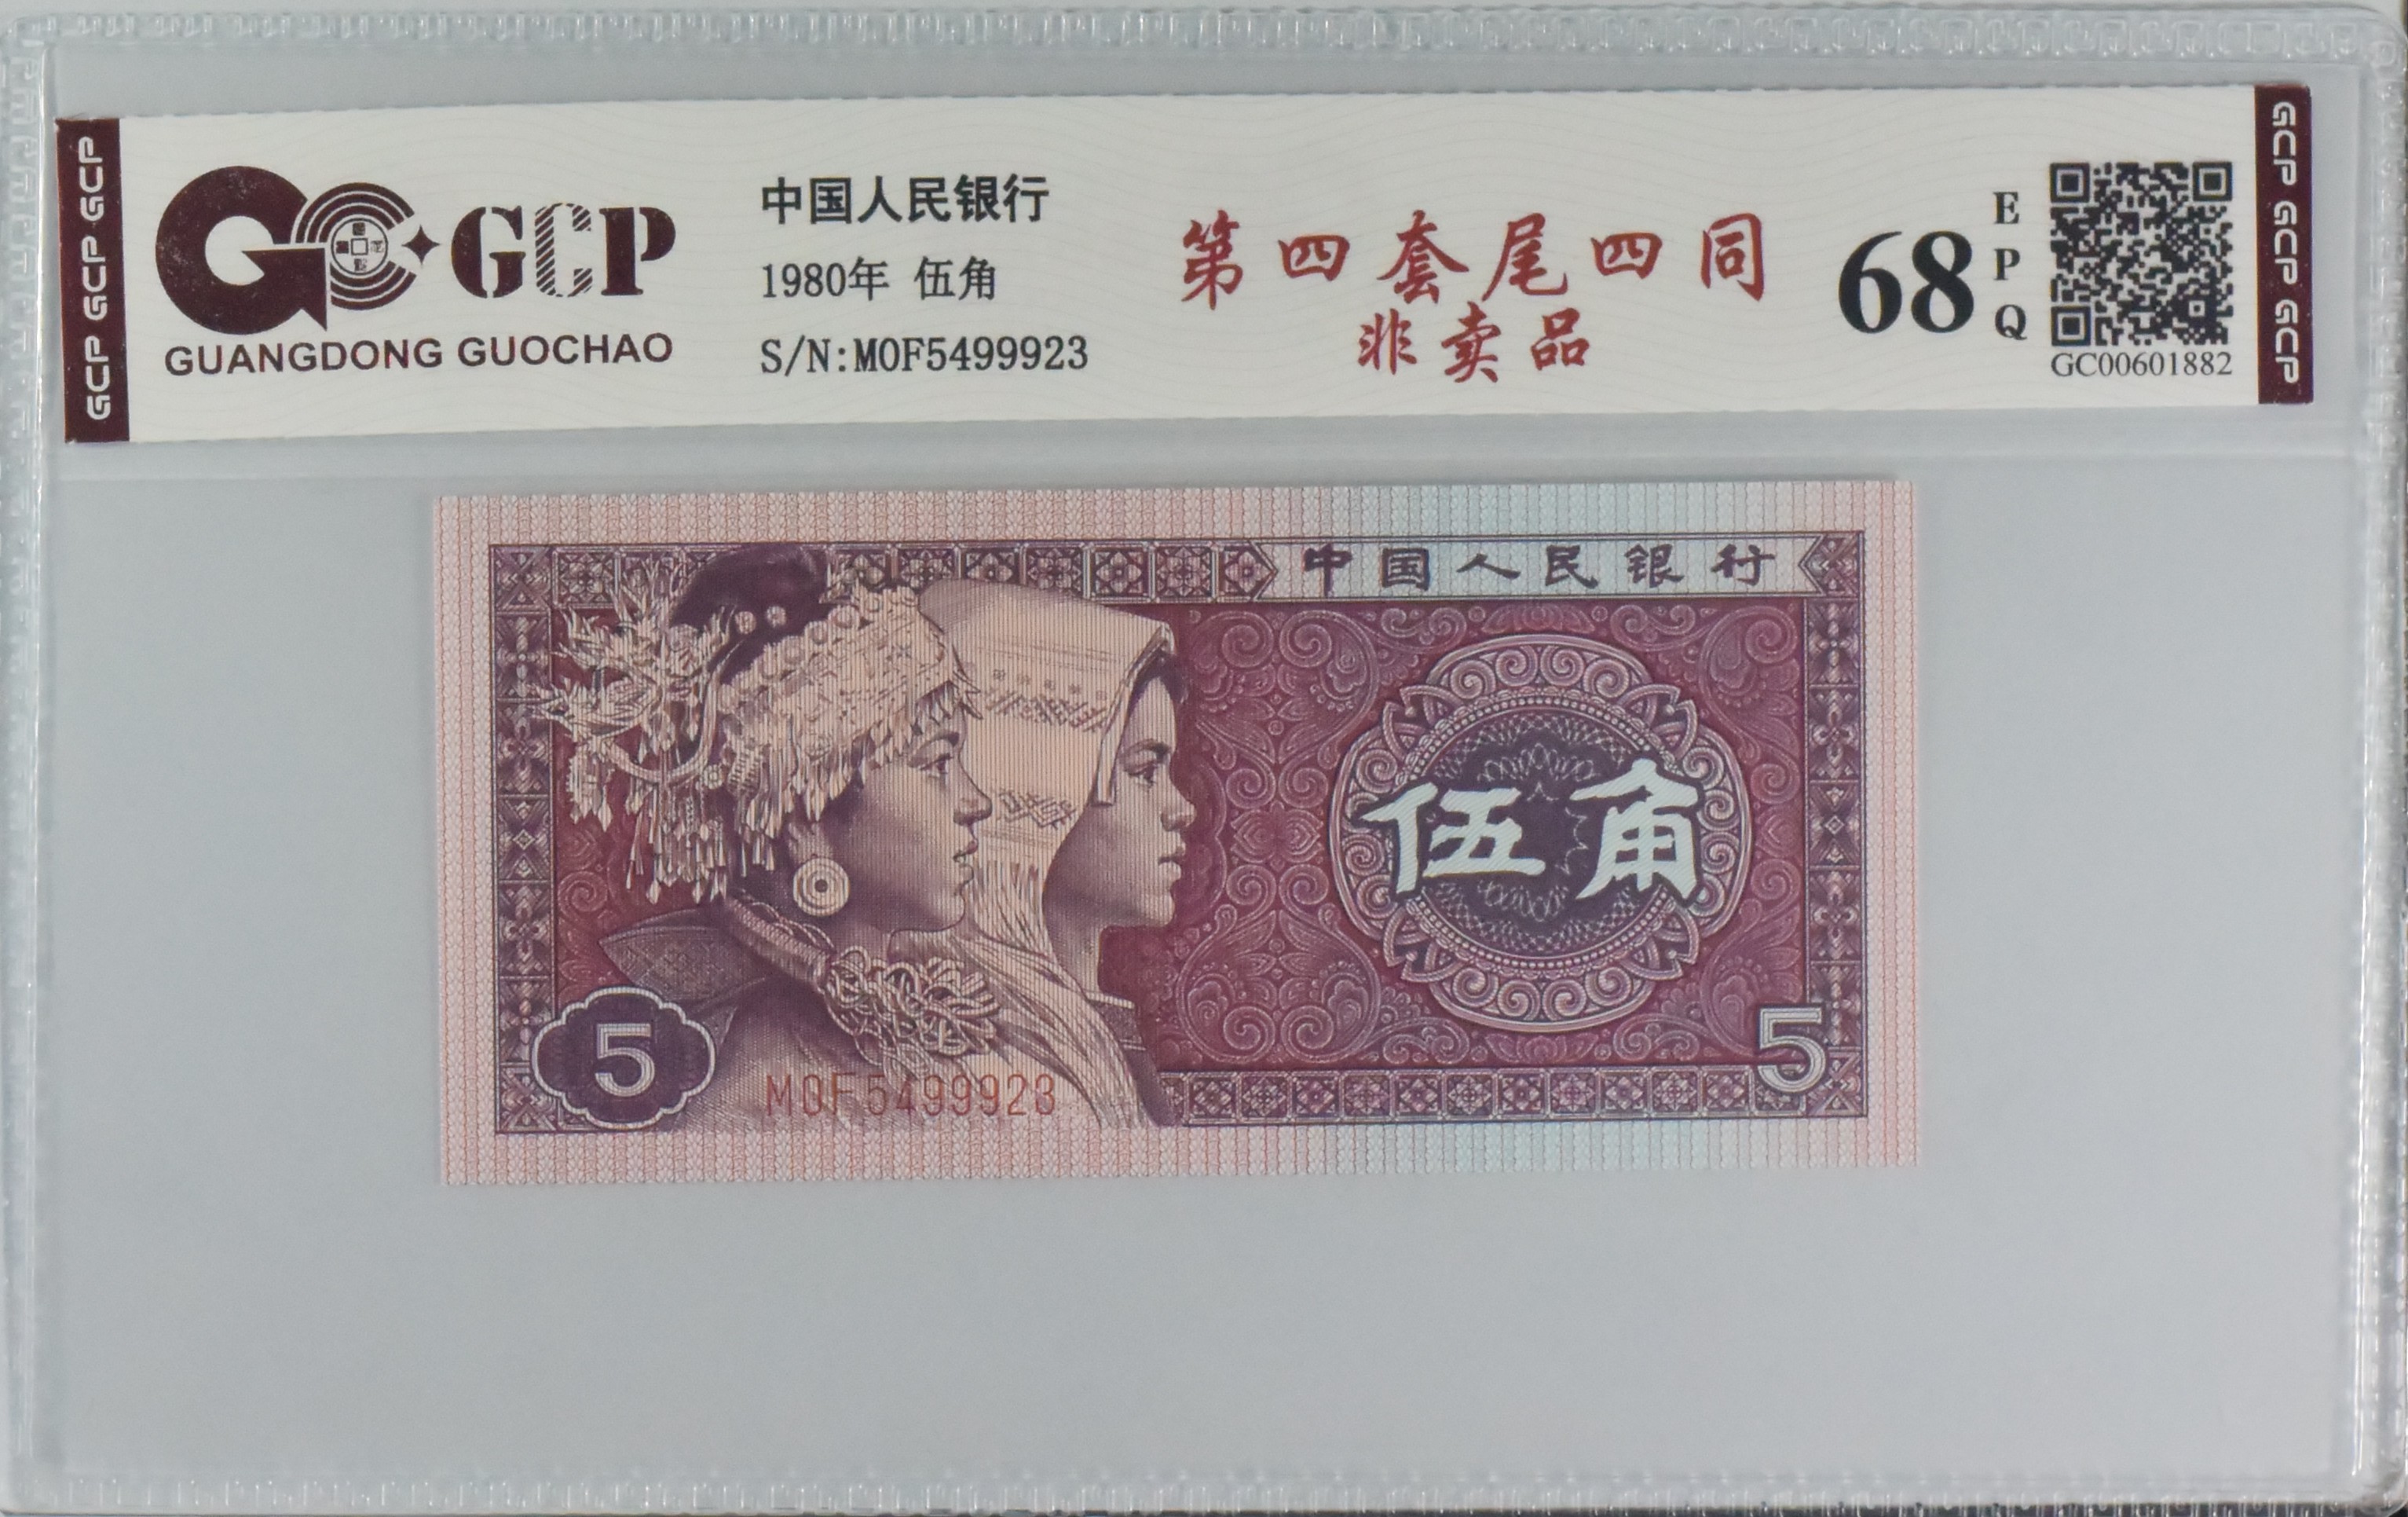 GCP GCP GCP
GCP
GUANGDONG GUOCHAO
中国人民银行
1980年 伍角
S/N:M0F5499923
第四套尾四同
非卖品
68
EPQ
GC00601882
GCP GCP GCP
中国人民银行
伍角
5
M0F5499923
5